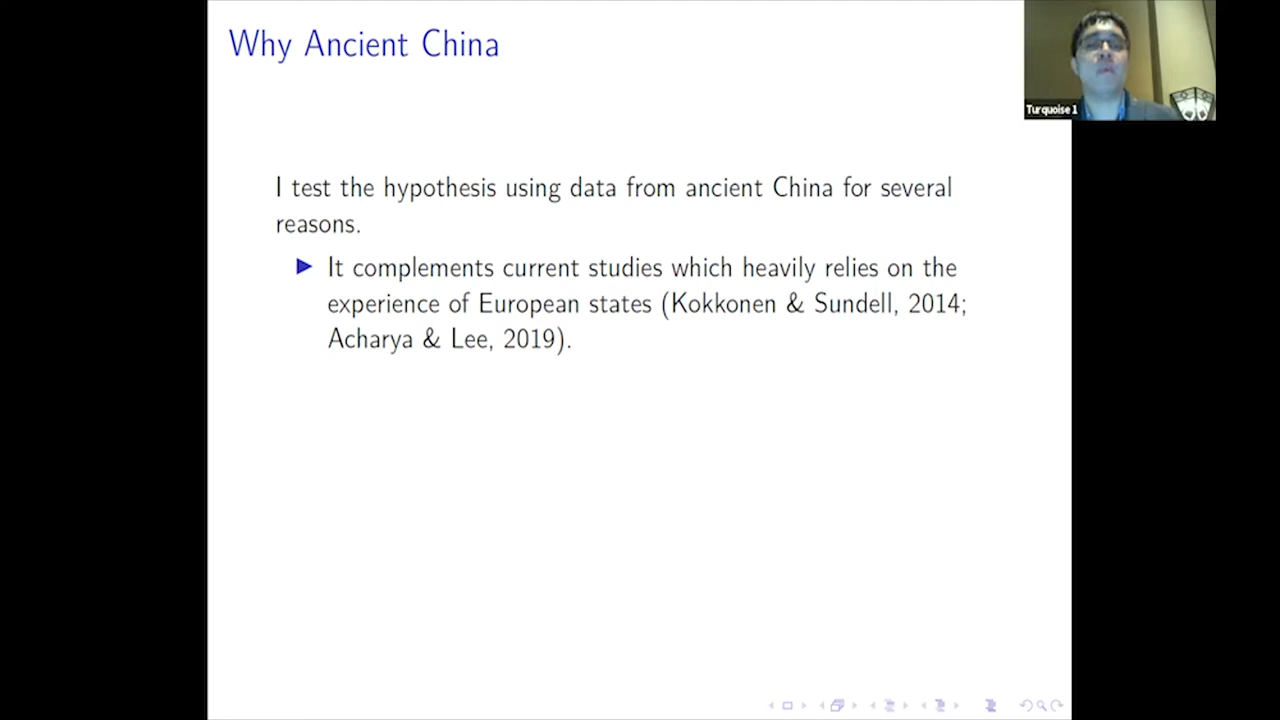 Why Ancient China
Turquoise 1
I test the hypothesis using data from ancient China for several
reasons.
It complements current studies which heavily relies on the
experience of European states (Kokkonen & Sundell, 2014;
Acharya & Lee, 2019).